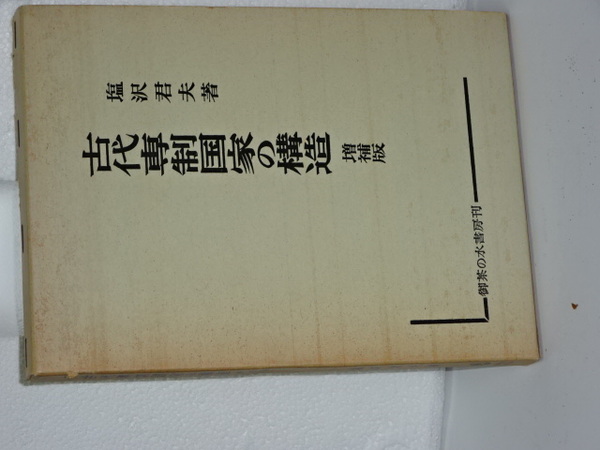 塩沢君夫著
古代専制国家の構造
増補版
御茶の水書房刊